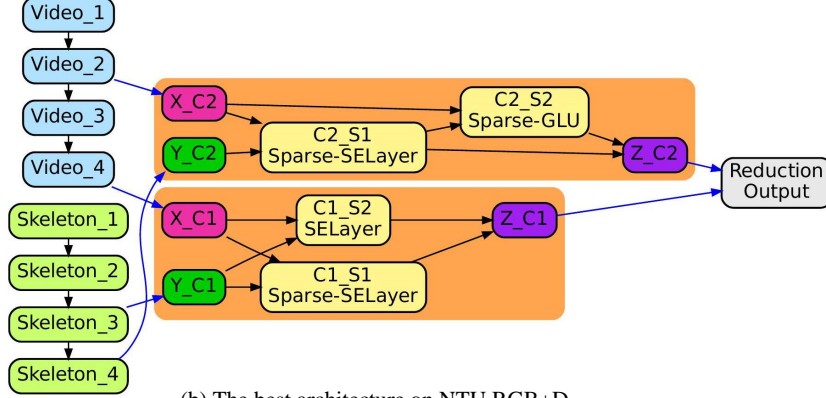 Video_1
Video_2
Video_3
Video_4
Skeleton_1
Skeleton_2
Skeleton_3
Skeleton_4
X_C2
Y_C2
C2_S1
Sparse-SELayer
C2_S2
Sparse-GLU
Z_C2
X_C1
Y_C1
C1_S2
SELayer
C1_S1
Sparse-SELayer
Z_C1
Reduction
Output
(b) The best architecture on NTU RGB+D